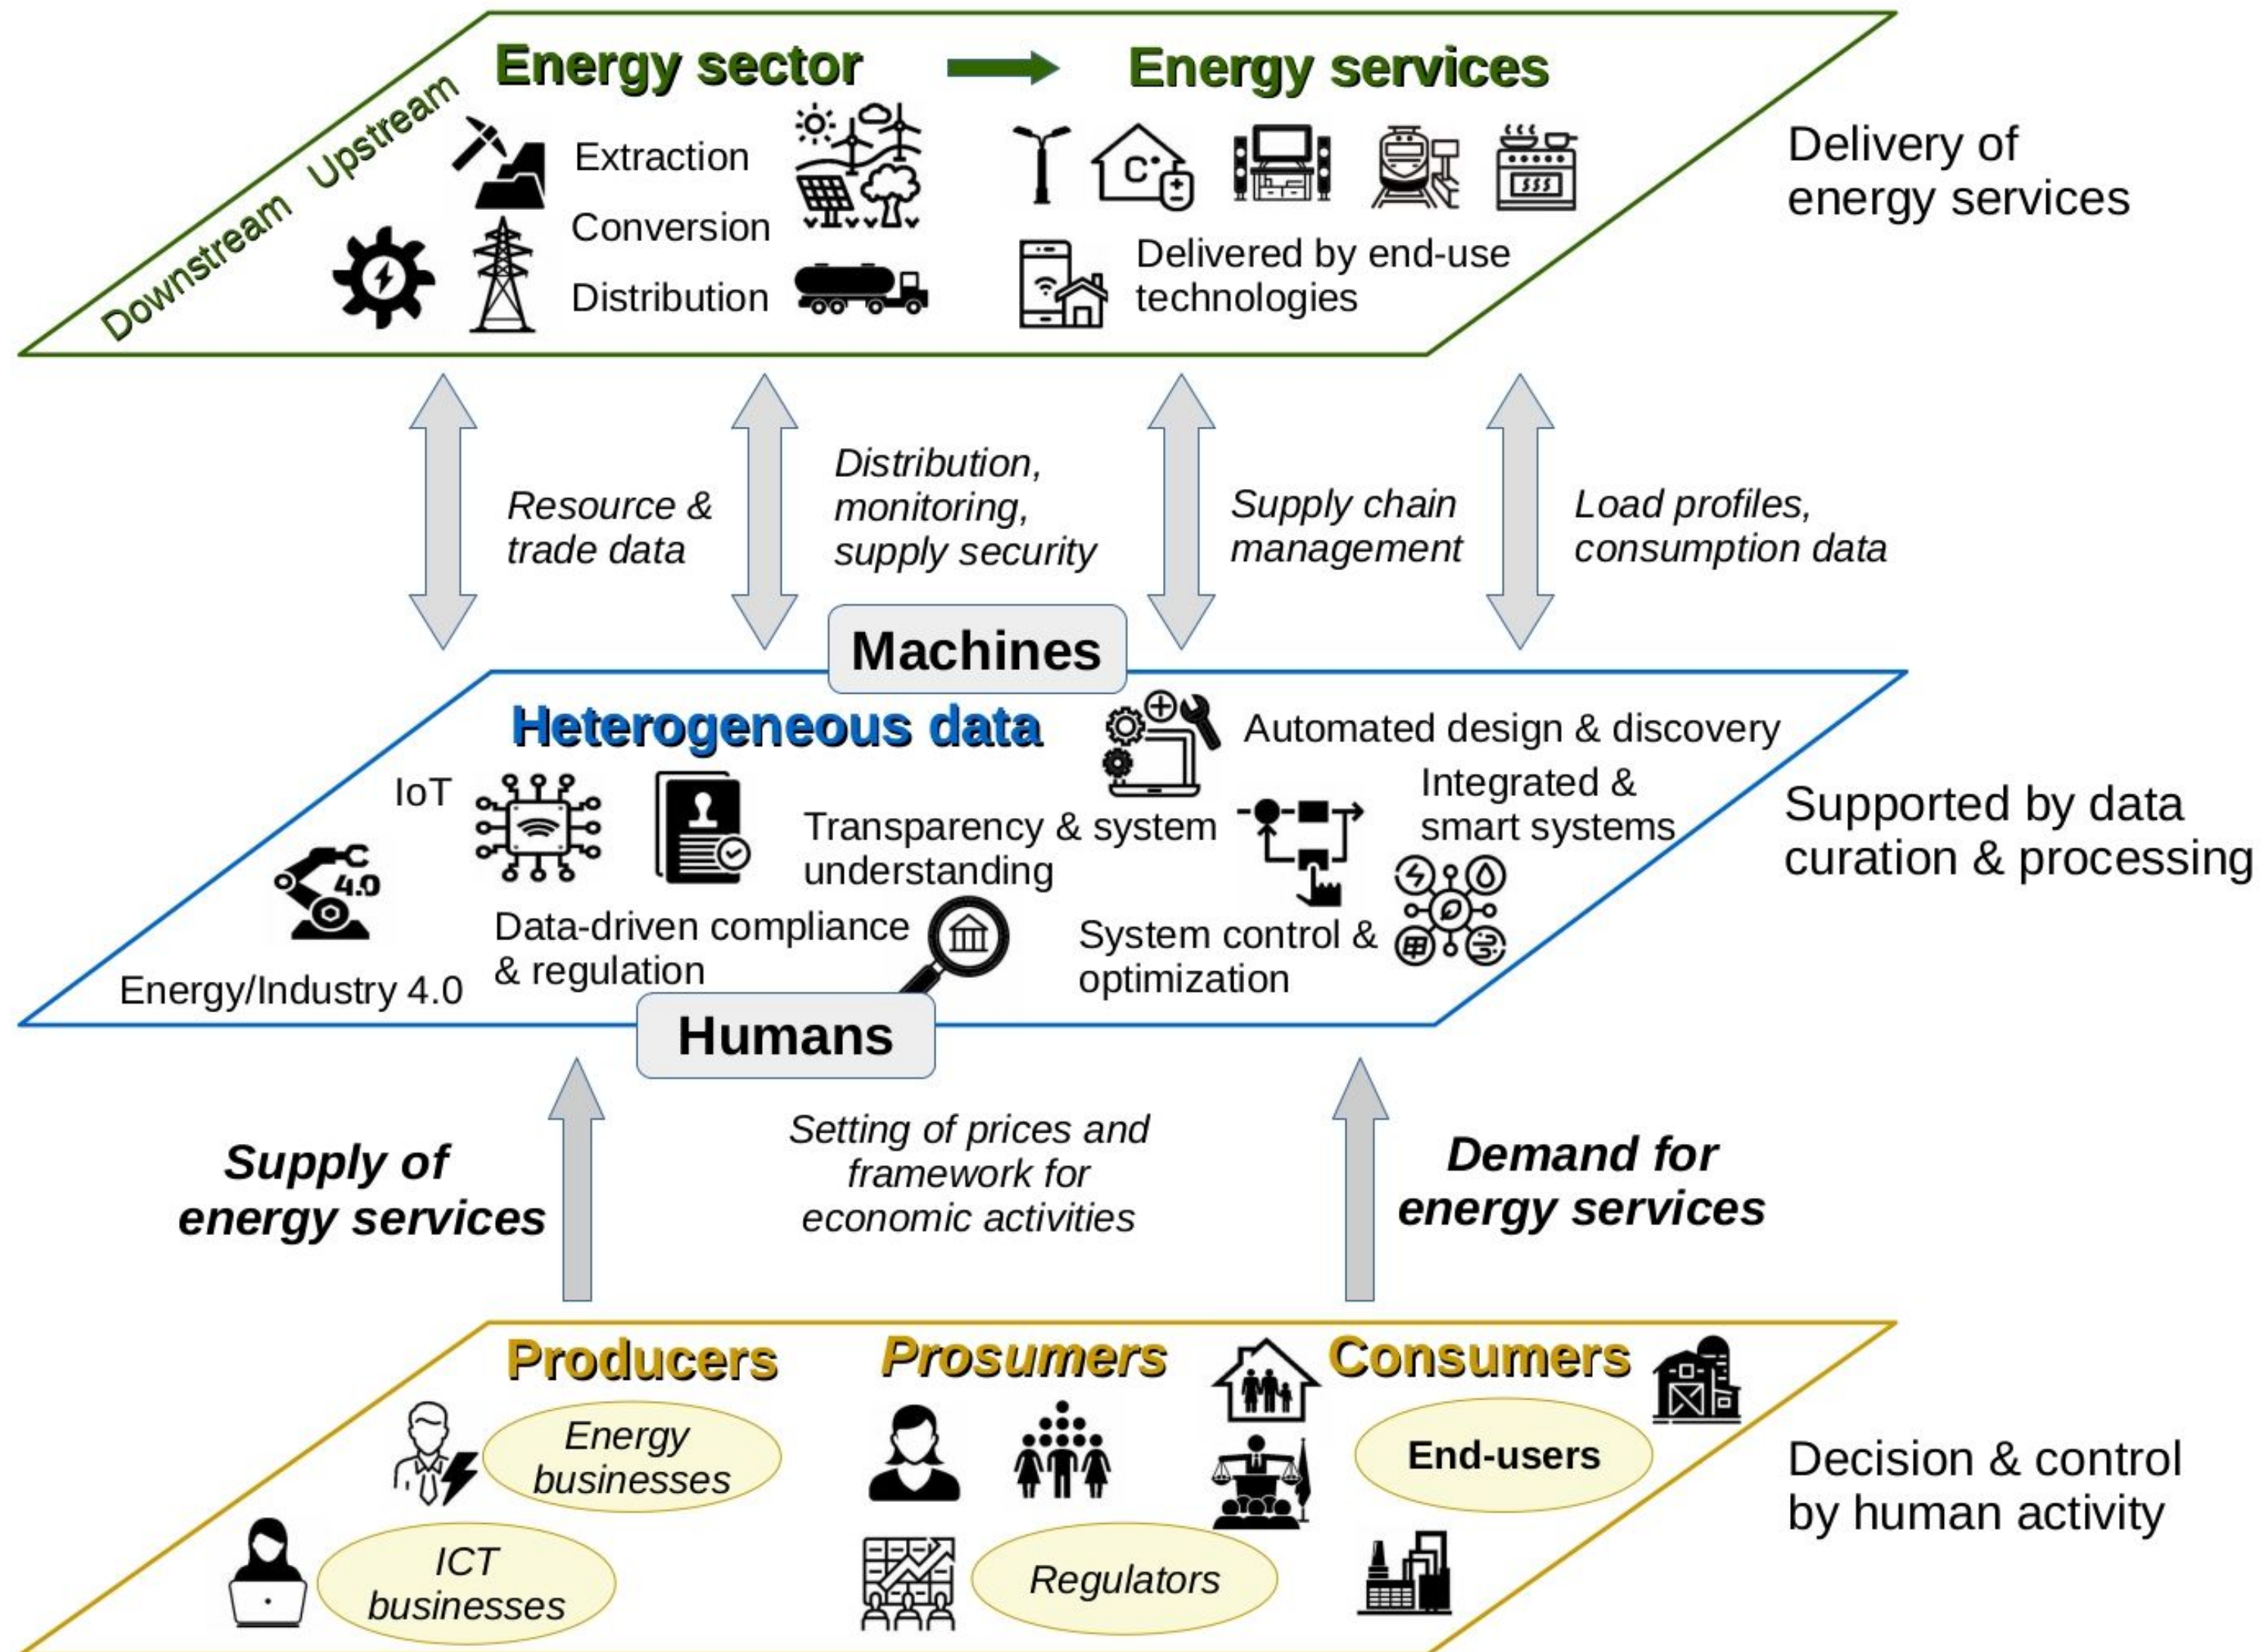 Energy sector
Energy services
Upstream
Downstream
Extraction
Conversion
Distribution
C°
$$$
Delivered by end-use
technologies
Delivery of
energy services
Resource &
trade data
Distribution,
monitoring,
supply security
Supply chain
management
Load profiles,
consumption data
Machines
Heterogeneous data
Automated design & discovery
IoT
Integrated &
smart systems
Transparency & system
understanding
4.0
Data-driven compliance
& regulation
System control &
optimization
Energy/Industry 4.0
Supported by data
curation & processing
Humans
Supply of
energy services
Setting of prices and
framework for
economic activities
Demand for
energy services
Producers
Prosumers
Consumers
Energy
businesses
End-users
ICT
businesses
Regulators
Decision & control
by human activity